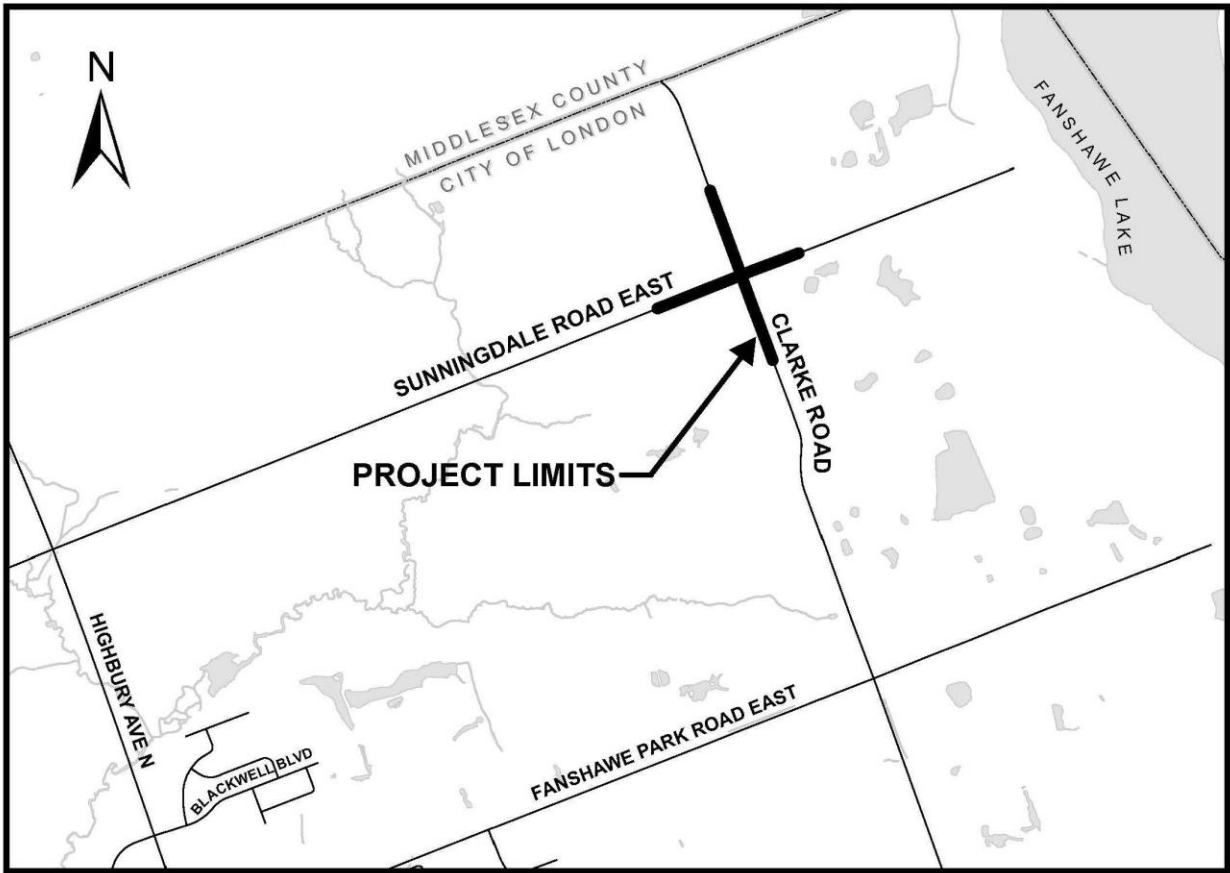 N
MIDDLESEX COUNTY
CITY OF LONDON
FANSHAWE LAKE
SUNNINGDALE ROAD EAST
CLARKE ROAD
PROJECT LIMITS
HIGHBURY AVE N
BLACKWELL BLVD
FANSHAWE PARK ROAD EAST